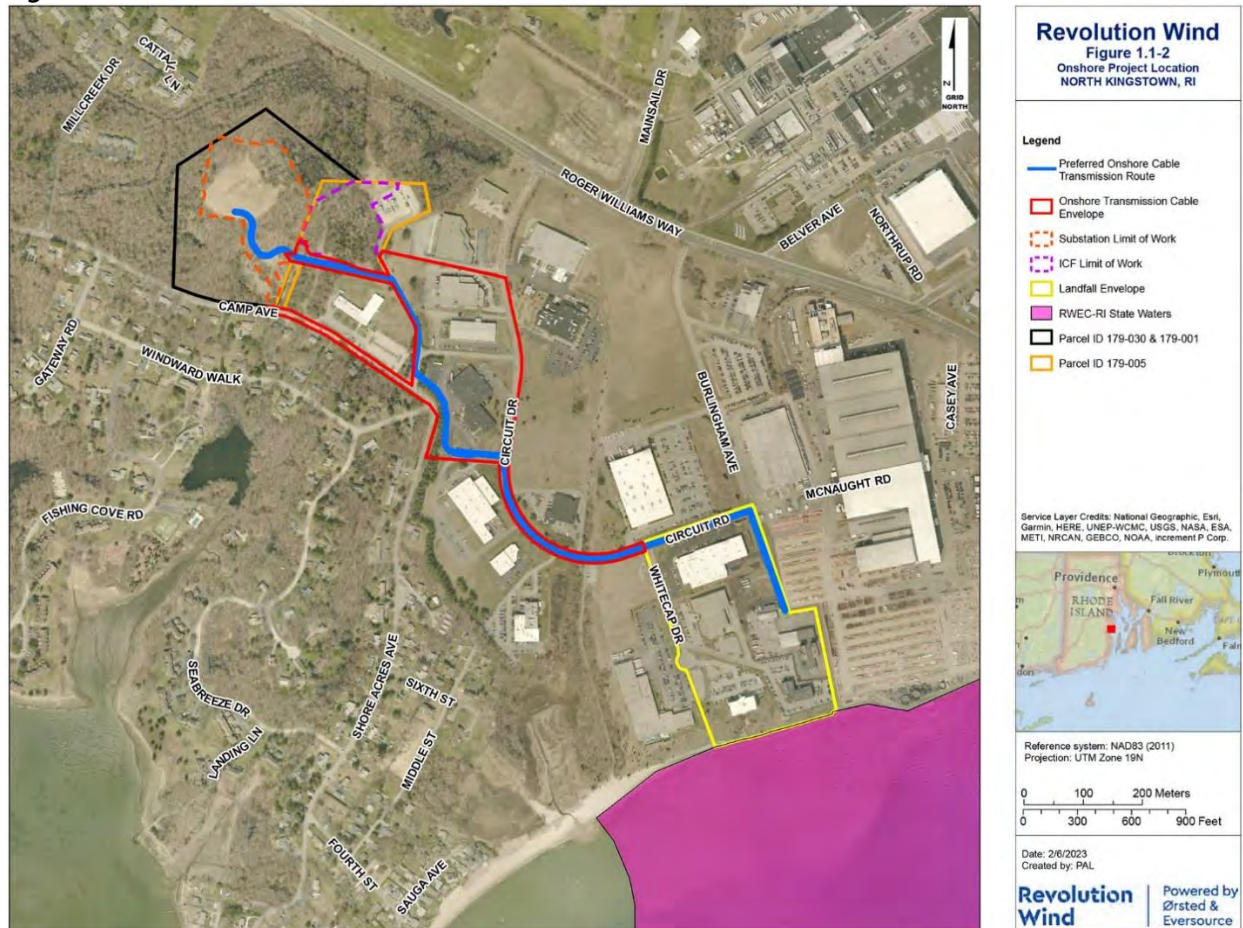 CATTAIL LN
MILLCREEK DR
MAINSAIL DR
GRID
NORTH
ROGER WILLIAMS WAY
BELVER AVE
NORTHRUP RD
CAMP AVE
GATEWAY RD
WINDWARD WALK
CIRCUIT DR
BURLINGHAM AVE
CASEY AVE
MCNAUGHT RD
FISHING COVE RD
CIRCUIT RD
WHITECAP DR
SEABREEZE DR
SHORE ACRES AVE
SIXTH ST
LANDING LN
MIDDLE ST
FOURTH ST
SAUGA AVE
Revolution Wind
Figure 1.1-2
Onshore Project Location
NORTH KINGSTOWN, RI
Legend
Preferred Onshore Cable
Transmission Route
Onshore Transmission Cable
Envelope
Substation Limit of Work
ICF Limit of Work
Landfall Envelope
RWEC-RI State Waters
Parcel ID 179-030 & 179-001
Parcel ID 179-005
Service Layer Credits: National Geographic, Esri,
Garmin, HERE, UNEP-WCMC, USGS, NASA, ESA,
METI, NRCAN, GEBCO, NOAA, increment P Corp.
Brockton
Plymouth
Providence
RHODE
ISLAND
Fall River
New
Bedford
Reference system: NAD83 (2011)
Projection: UTM Zone 19N
0 100 200 Meters
0 300 600 900 Feet
Date: 2/6/2023
Created by: PAL
Revolution
Wind
Powered by
Ørsted &
Eversource